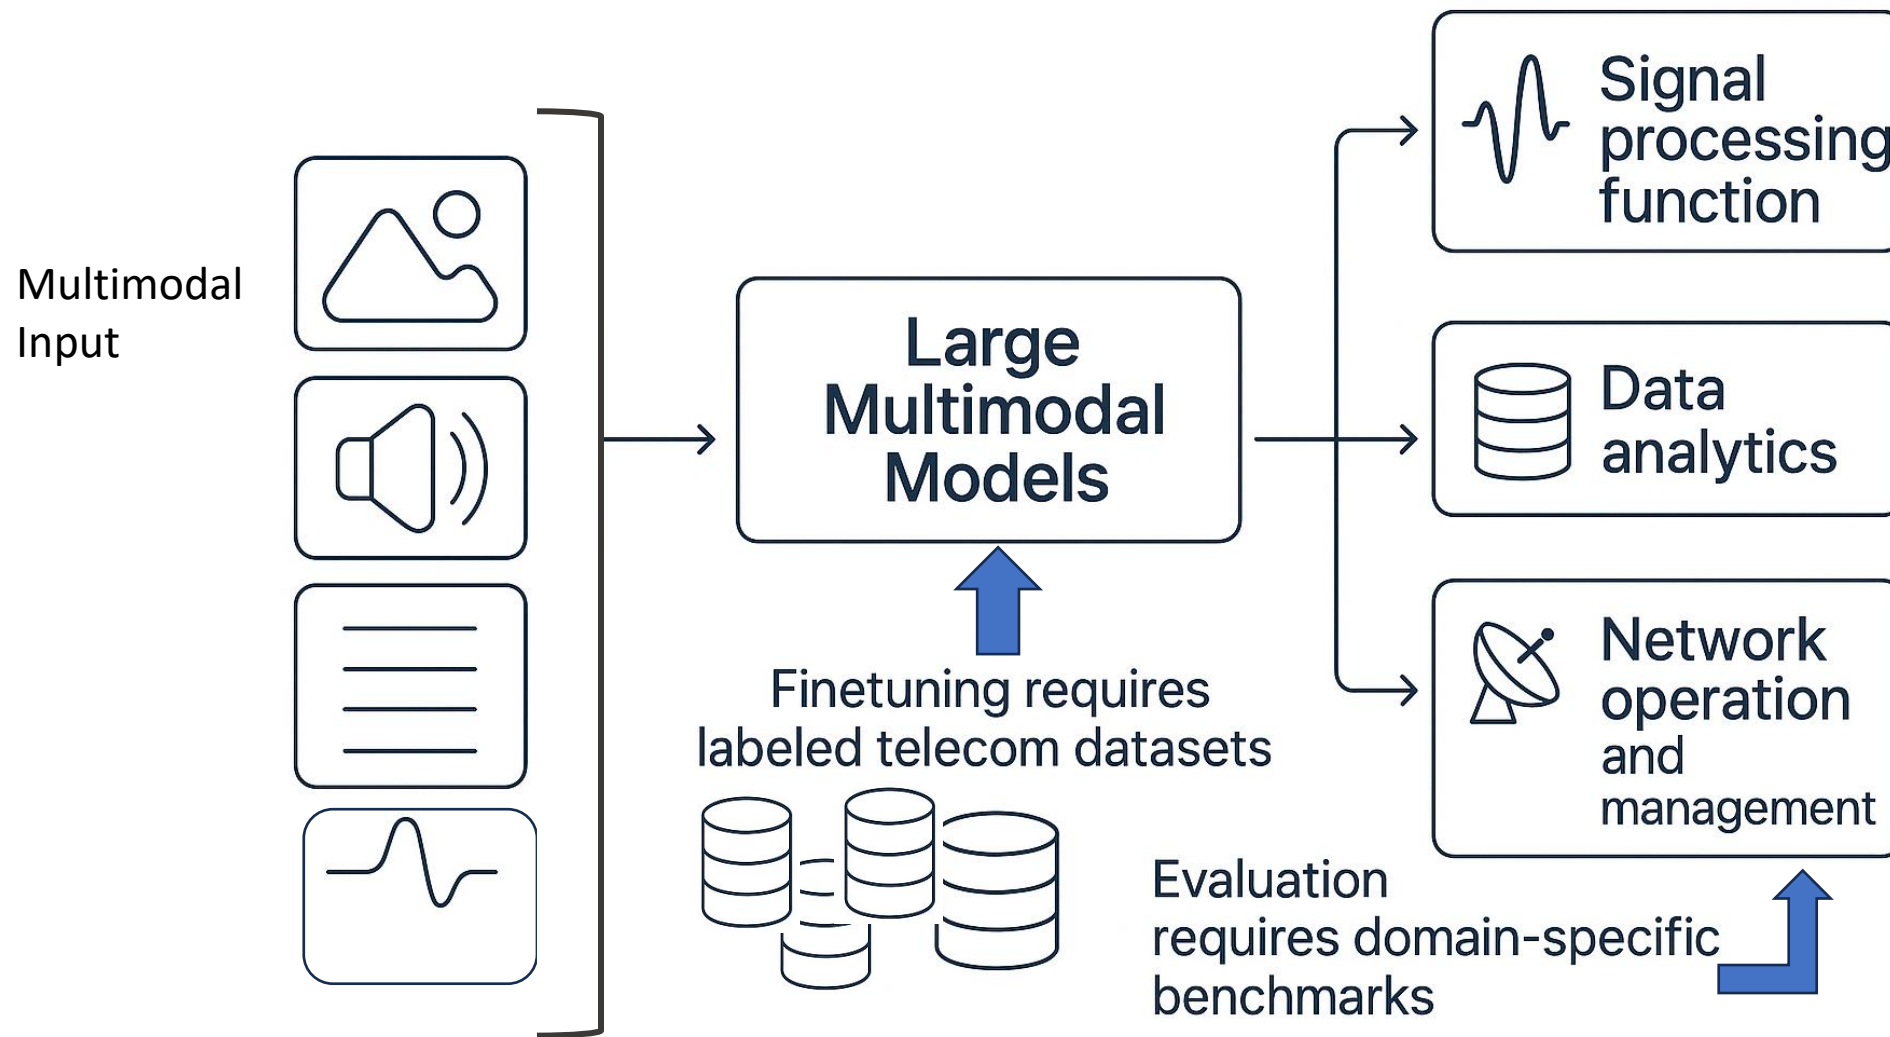 Multimodal
Input
Large
Multimodal
Models
Finetuning requires
labeled telecom datasets
Signal
processing
function
Data
analytics
Network
operation
and
management
Evaluation
requires domain-specific
benchmarks